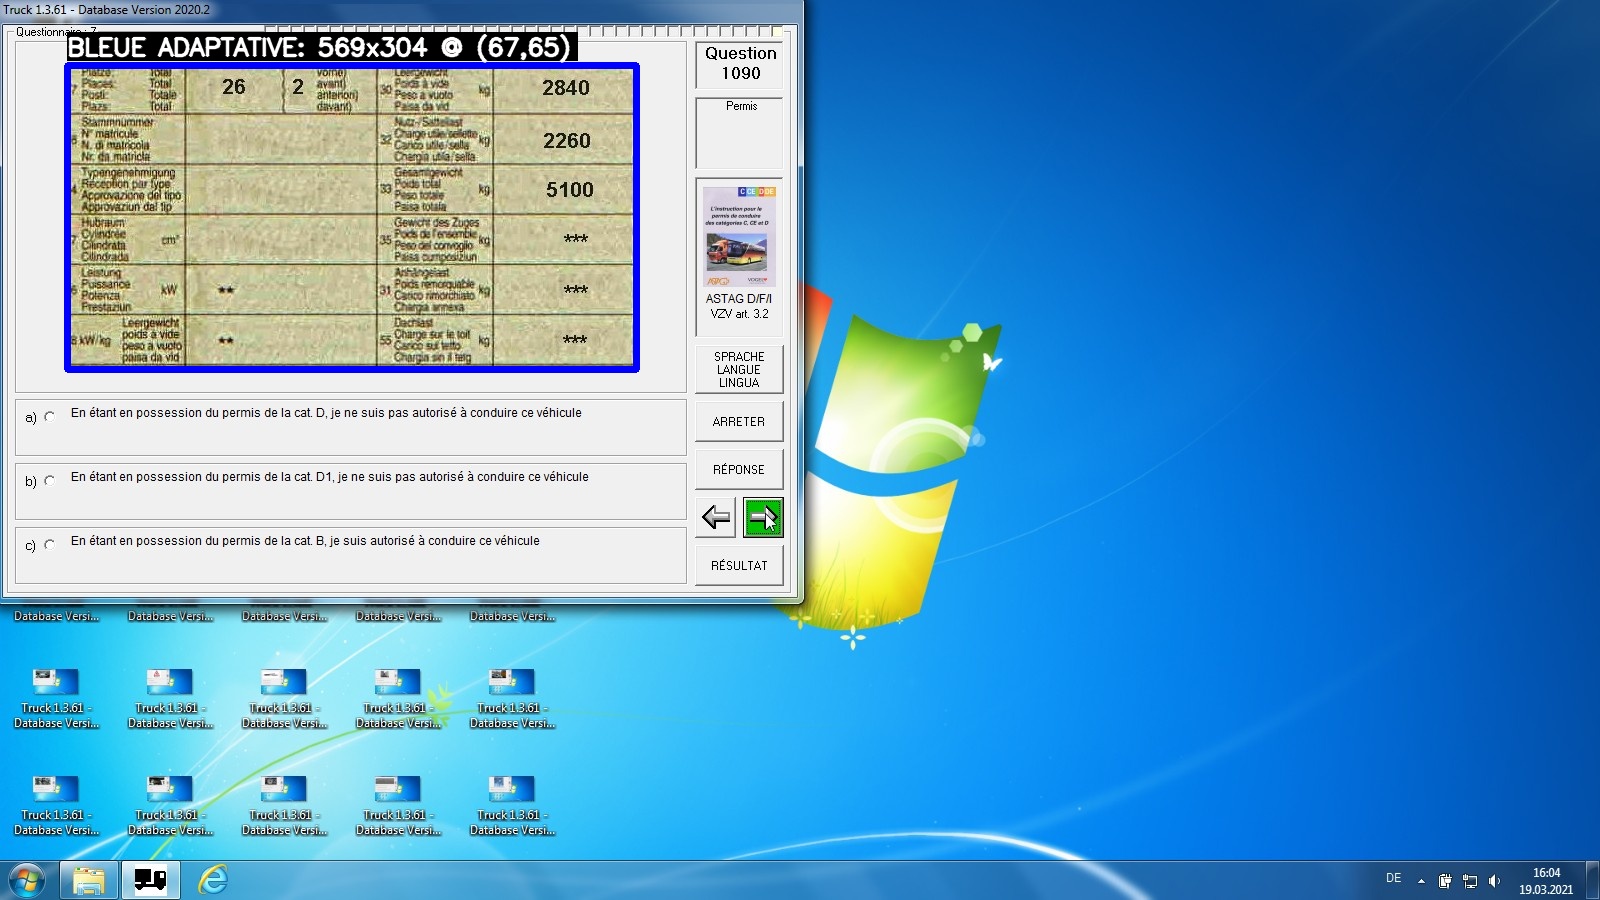 Truck 1.3.61 - Database Version 2020.2
BLEUE ADAPTATIVE: 569x304 @ (67,65)
Question
1090
Permis
Places: Total
Posti: Totale
Plazs: Total
26
2
avant)
anteriori)
davant)
30 Poids à vide
Peso a vuoto
Paisa da vid
kg
2840
Stammnummer
N° matricule
N. di matricola
Nr. da matricla
32 Nutz-/Sattellast
Charge utile/sellette
Carico utile/sella
Chargia utila/sella
kg
2260
Typengenehmigung
Réception par type
Approvazione del tipo
Approvaziun dal tip
33 Gesamtgewicht
Poids total
Peso totale
Paisa totala
kg
5100
Hubraum
Cylindrée
Cilindrata
Cilindrada
cm³
35 Gewicht des Zuges
Poids de l'ensemble
Peso del convoglio
Paisa cumposiziun
kg
***
Leistung
Puissance
Potenza
Prestaziun
kW
**
31 Anhängelast
Poids remorquable
Carico rimorchiato
Chargia annexa
kg
***
kW/kg
Leergewicht
poids à vide
peso a vuoto
paisa da vid
**
55 Dachlast
Charge sur le toit
Carico sul tetto
Chargia sin il tetg
kg
***
C CE D DE
L'instruction pour le
permis de conduire
des catégories C, CE et D
ASTAG D/F/I
VZV art. 3.2
SPRACHE
LANGUE
LINGUA
ARRETER
RÉPONSE
RÉSULTAT
a) En étant en possession du permis de la cat. D, je ne suis pas autorisé à conduire ce véhicule
b) En étant en possession du permis de la cat. D1, je ne suis pas autorisé à conduire ce véhicule
c) En étant en possession du permis de la cat. B, je suis autorisé à conduire ce véhicule
Database Versi... Database Versi... Database Versi... Database Versi... Database Versi...
Truck 1.3.61 - Truck 1.3.61 - Truck 1.3.61 - Truck 1.3.61 - Truck 1.3.61 -
Database Versi... Database Versi... Database Versi... Database Versi... Database Versi...
Truck 1.3.61 - Truck 1.3.61 - Truck 1.3.61 - Truck 1.3.61 - Truck 1.3.61 -
Database Versi... Database Versi... Database Versi... Database Versi... Database Versi...
DE
16:04
19.03.2021